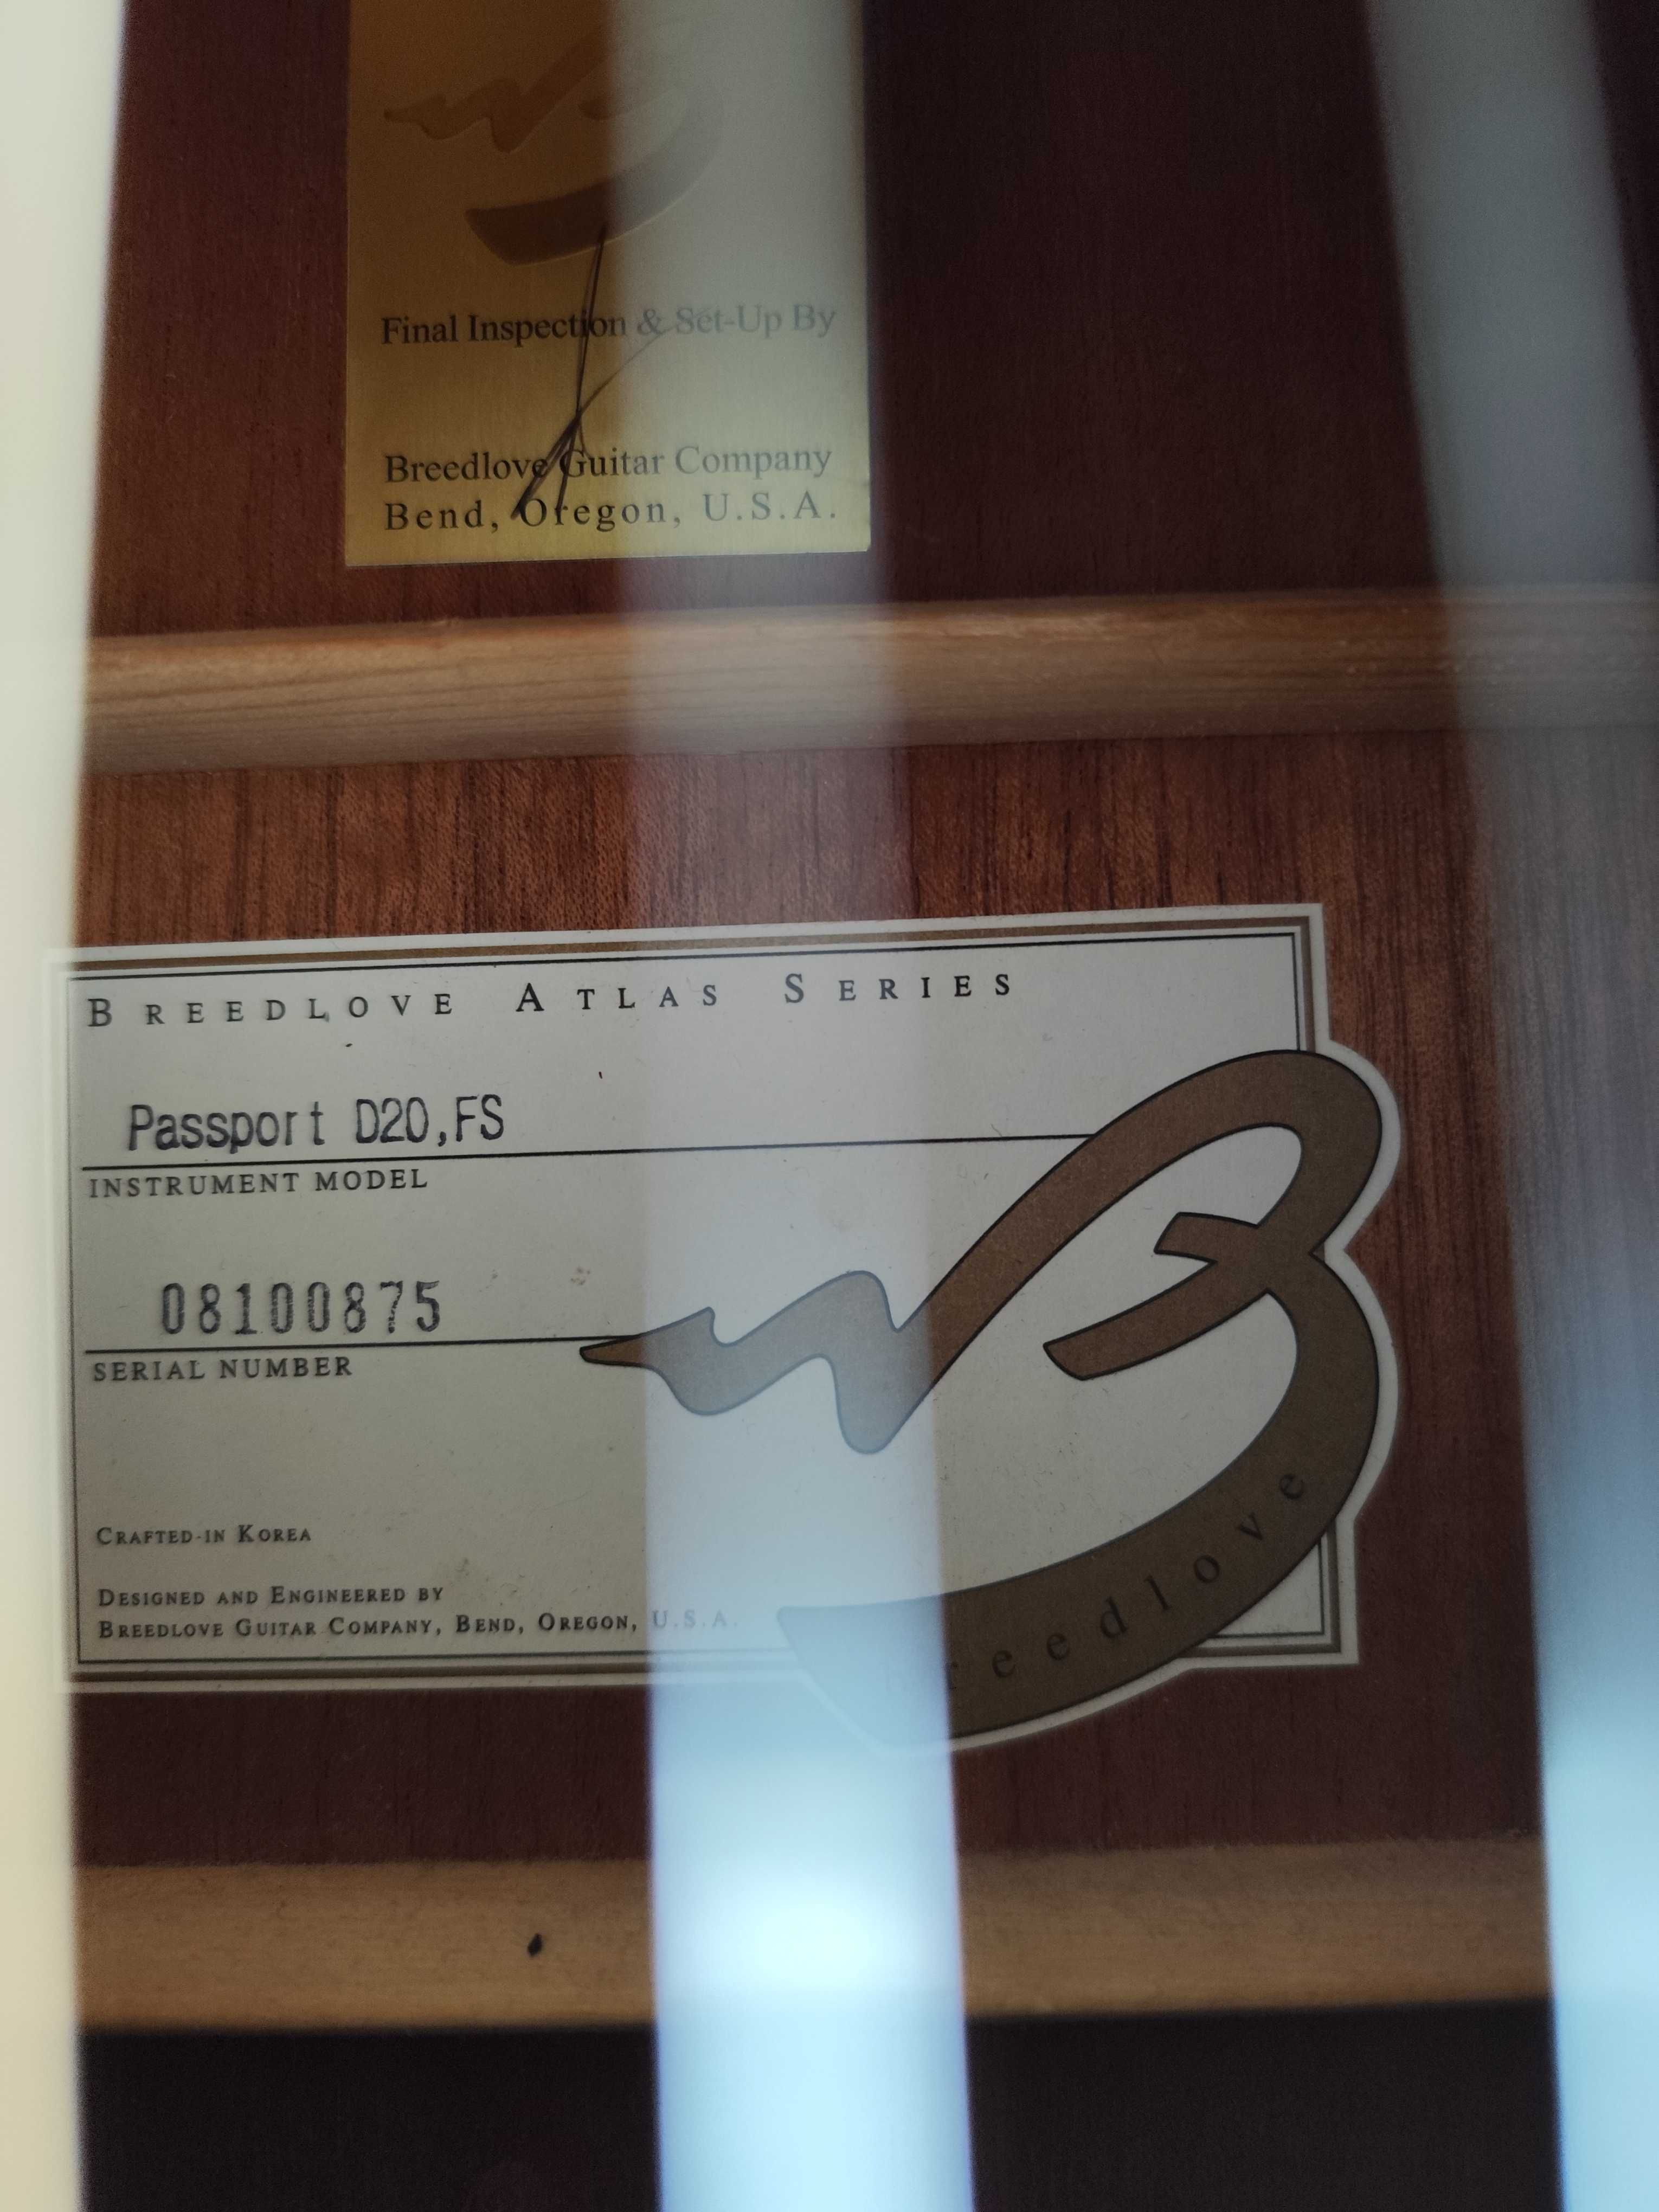 Final Inspection & Set-Up By
Breedlove Guitar Company
Bend, Oregon, U.S.A.
BREEDLOVE ATLAS SERIES
Passport D20,FS
INSTRUMENT MODEL
08100875
SERIAL NUMBER
CRAFTED-IN KOREA
DESIGNED AND ENGINEERED BY
BREEDLOVE GUITAR COMPANY, BEND, OREGON, U.S.A.
breedlove